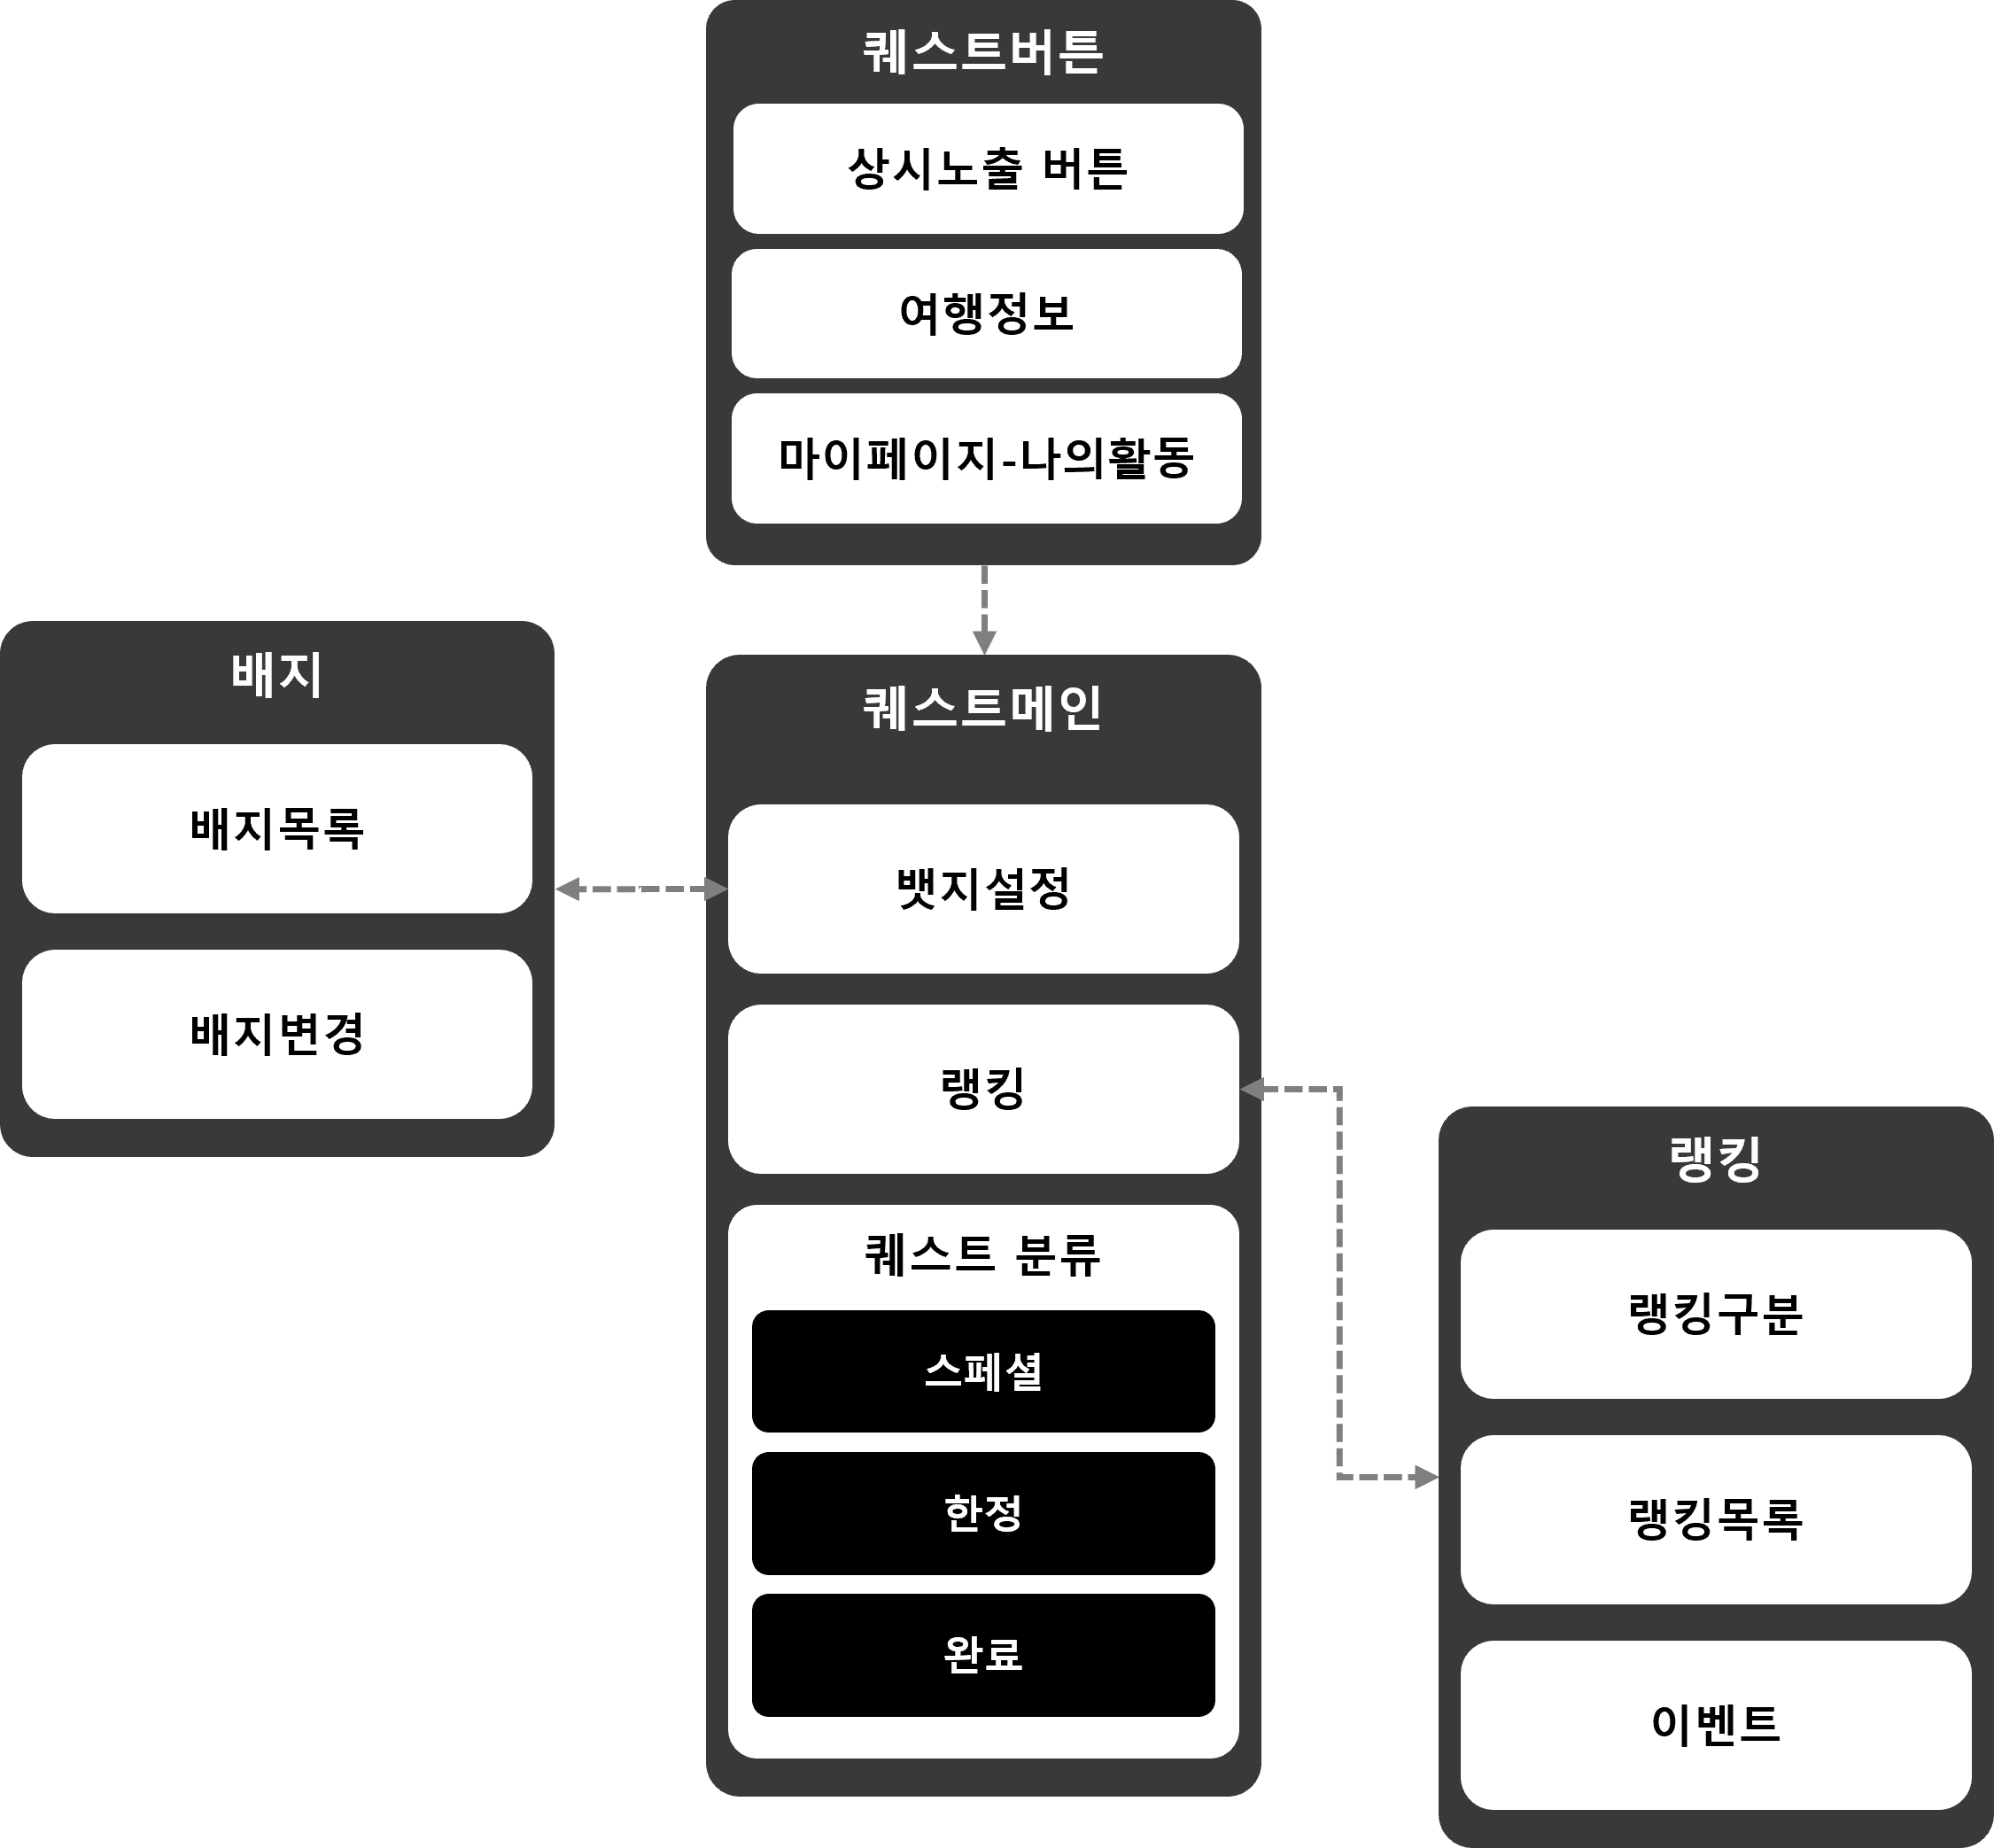 퀘스트버튼
상시노출 버튼
여행정보
마이페이지-나의활동
배지
배지목록
배지변경
퀘스트메인
뱃지설정
랭킹
퀘스트 분류
스페셜
한정
완료
랭킹
랭킹구분
랭킹목록
이벤트